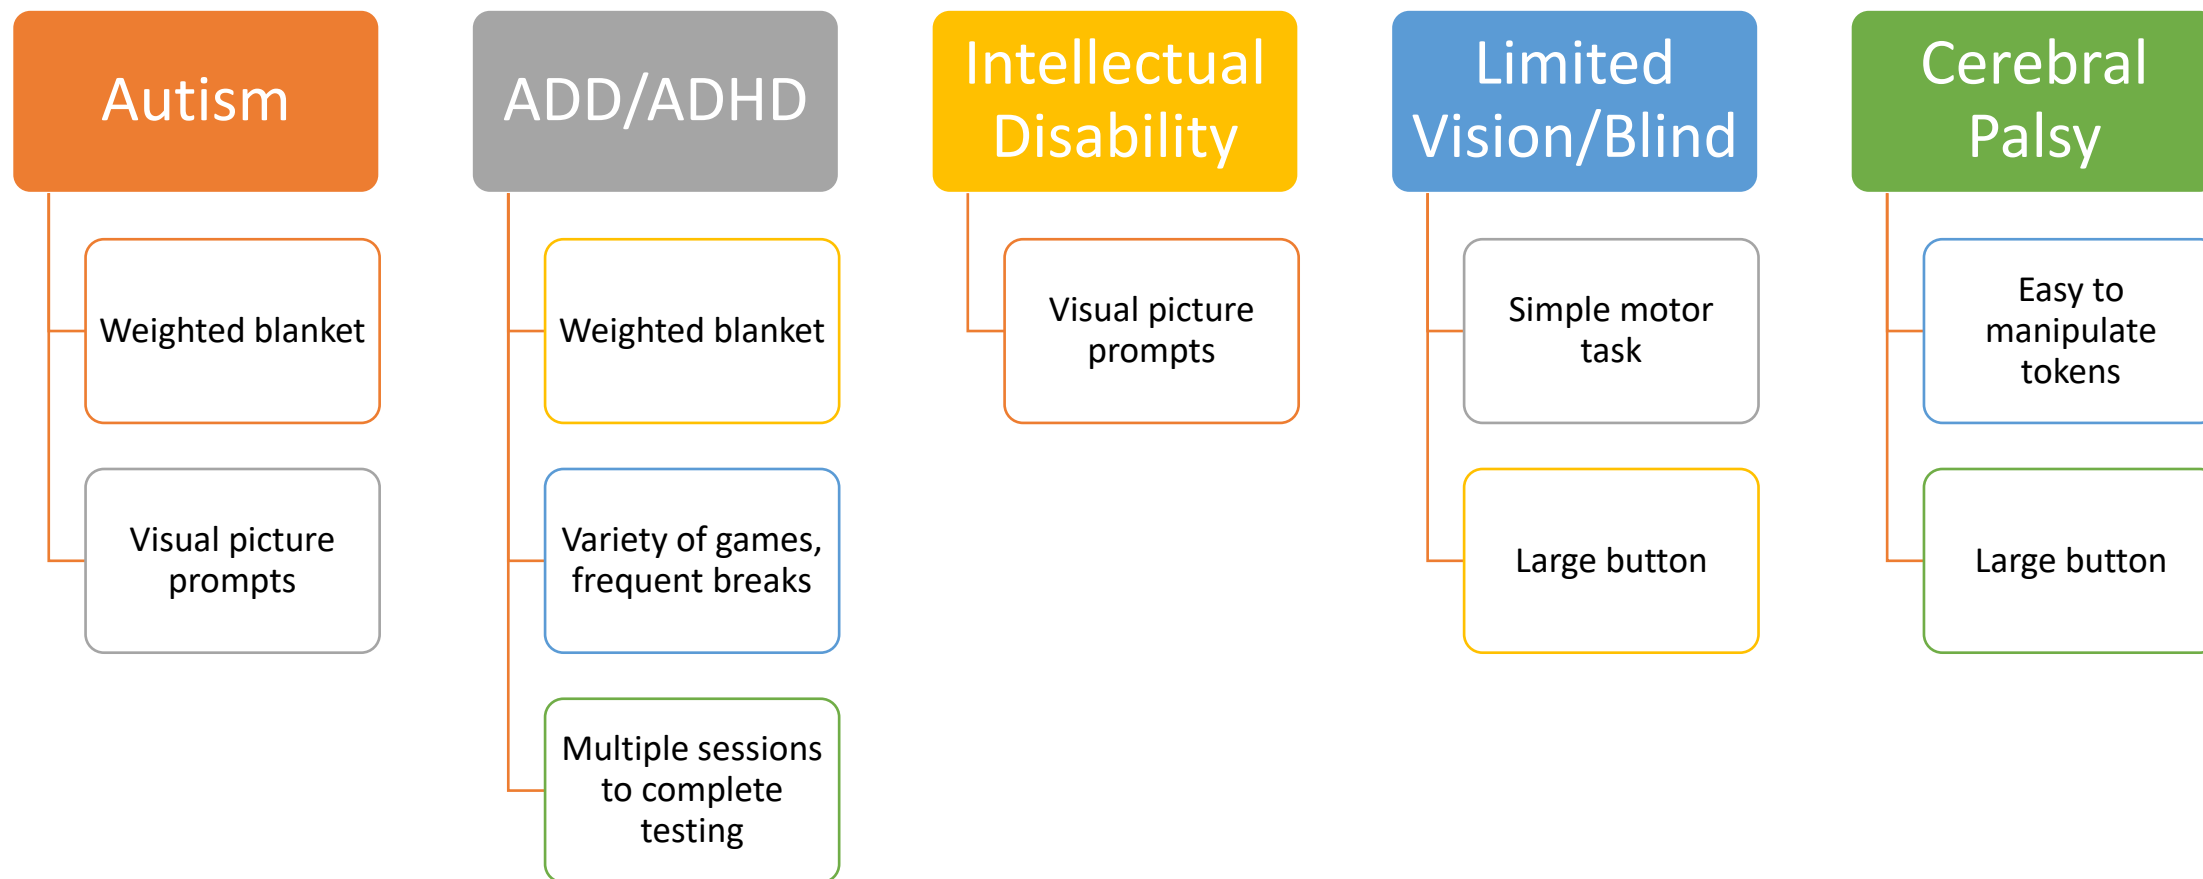 Autism
Weighted blanket
Visual picture
prompts
ADD/ADHD
Weighted blanket
Variety of games,
frequent breaks
Multiple sessions
to complete
testing
Intellectual
Disability
Visual picture
prompts
Limited
Vision/Blind
Simple motor
task
Large button
Cerebral
Palsy
Easy to
manipulate
tokens
Large button